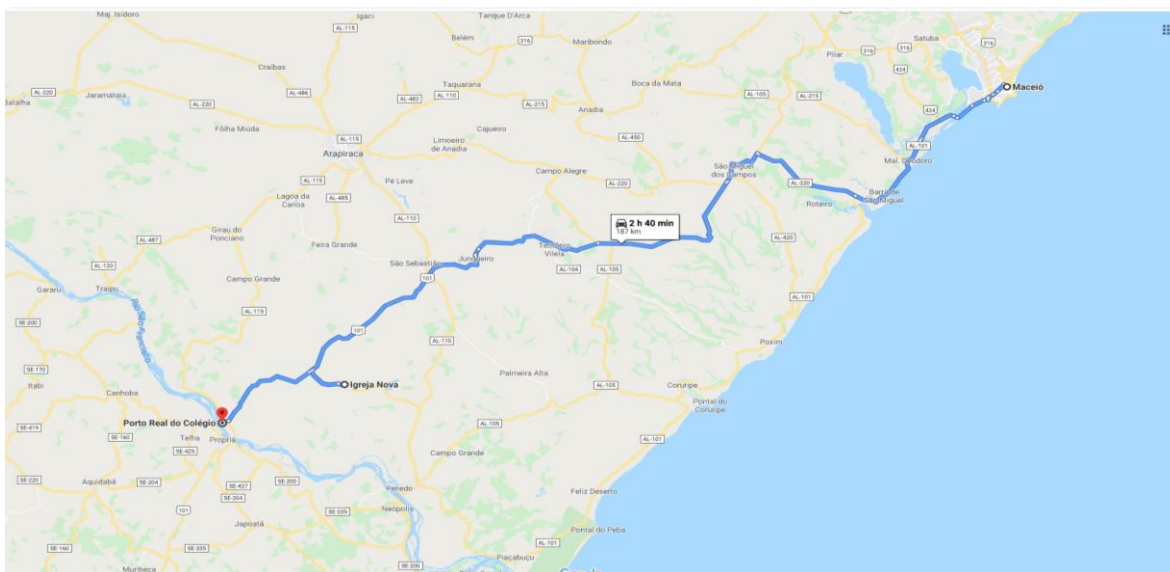 Maj. Isidoro
AL-115
Igaci
Tanque D'Arca
316
Satuba
316
Belém
316
Maribondo
Pilar
316
Craíbas
424
Taquarana
Boca da Mata
Maceió
AL-220
Jaramataia
AL-486
AL-110
AL-105
AL-215
Batalha
AL-220
AL-215
Anadia
424
Folha Miúda
AL-115
Cajueiro
AL-450
AL-101
Limoeiro
de Anadia
Arapiraca
Mal. Deodoro
São Miguel
dos Campos
Campo Alegre
AL-115
Pé Leve
AL-220
AL-220
Barra de
São Miguel
Lagoa da
Canoa
AL-485
Roteiro
AL-110
2 h 40 min
187 km
Girau do
Ponciano
AL-487
Feira Grande
Teotônio
Vilela
AL-420
Junqueiro
São Sebastião
AL-120
AL-104
AL-105
Campo Grande
101
Traipu
Gararu
AL-101
Rio São Francisco
AL-115
SE-200
101
AL-110
Poxim
SE-170
Palmeira Alta
Itabi
Igreja Nova
AL-105
Coruripe
Canhoba
Pontal do
Coruripe
Porto Real do Colégio
SE-419
SE-160
Telha
Propriá
AL-105
AL-101
SE-425
Campo Grande
SE-220
Aquidabã
SE-204
SE-427
SE-200
SE-204
Penedo
Feliz Deserto
101
Neópolis
SE-335
Japoatã
Pontal do Peba
SE-160
SE-335
AL-101
Piaçabuçu
SE-200
Muribeca